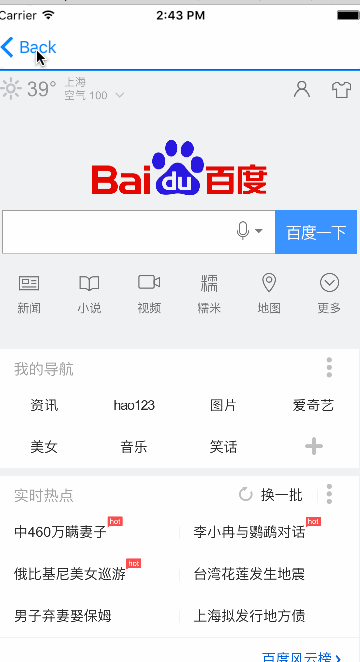 Carrier 2:43 PM
Back
39° 上海
空气 100
Bai du 百度
百度一下
新闻 小说 视频 糯米 地图 更多
我的导航
资讯 hao123 图片 爱奇艺
美女 音乐 笑话
实时热点 换一批
中460万瞒妻子 hot 李小冉与鹦鹉对话 hot
俄比基尼美女巡游 hot 台湾花莲发生地震
男子弃妻娶保姆 上海拟发行地方债
百度风云榜